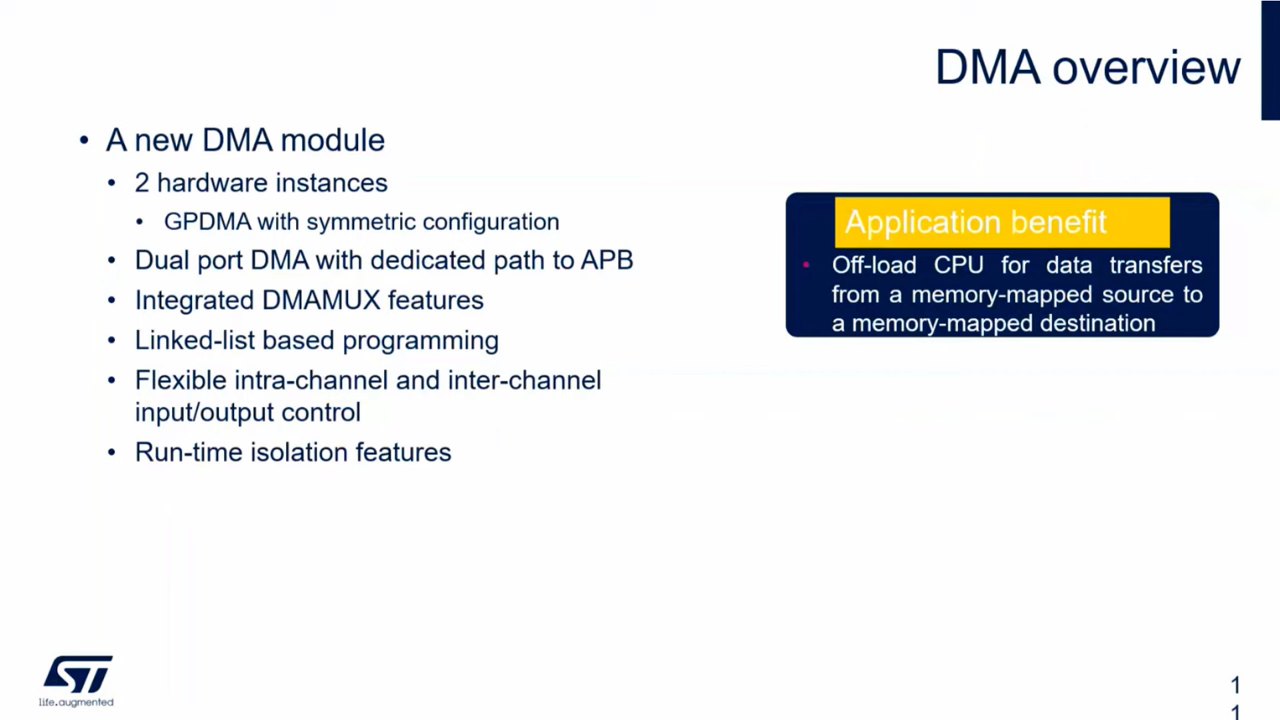 DMA overview
• A new DMA module
• 2 hardware instances
• GPDMA with symmetric configuration
• Dual port DMA with dedicated path to APB
• Integrated DMAMUX features
• Linked-list based programming
• Flexible intra-channel and inter-channel
input/output control
• Run-time isolation features
Application benefit
• Off-load CPU for data transfers
from a memory-mapped source to
a memory-mapped destination
ST
life.augmented
1
1